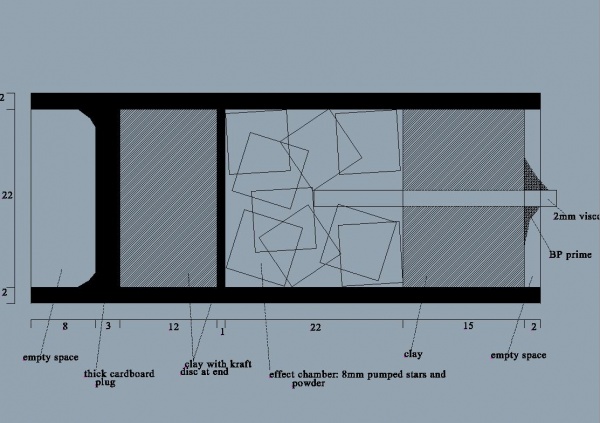 2
22
2
2mm visco
BP prime
8
3
12
1
22
15
2
empty space
thick cardboard
plug
clay with kraft
disc at end
effect chamber: 8mm pumped stars and
powder
clay
empty space